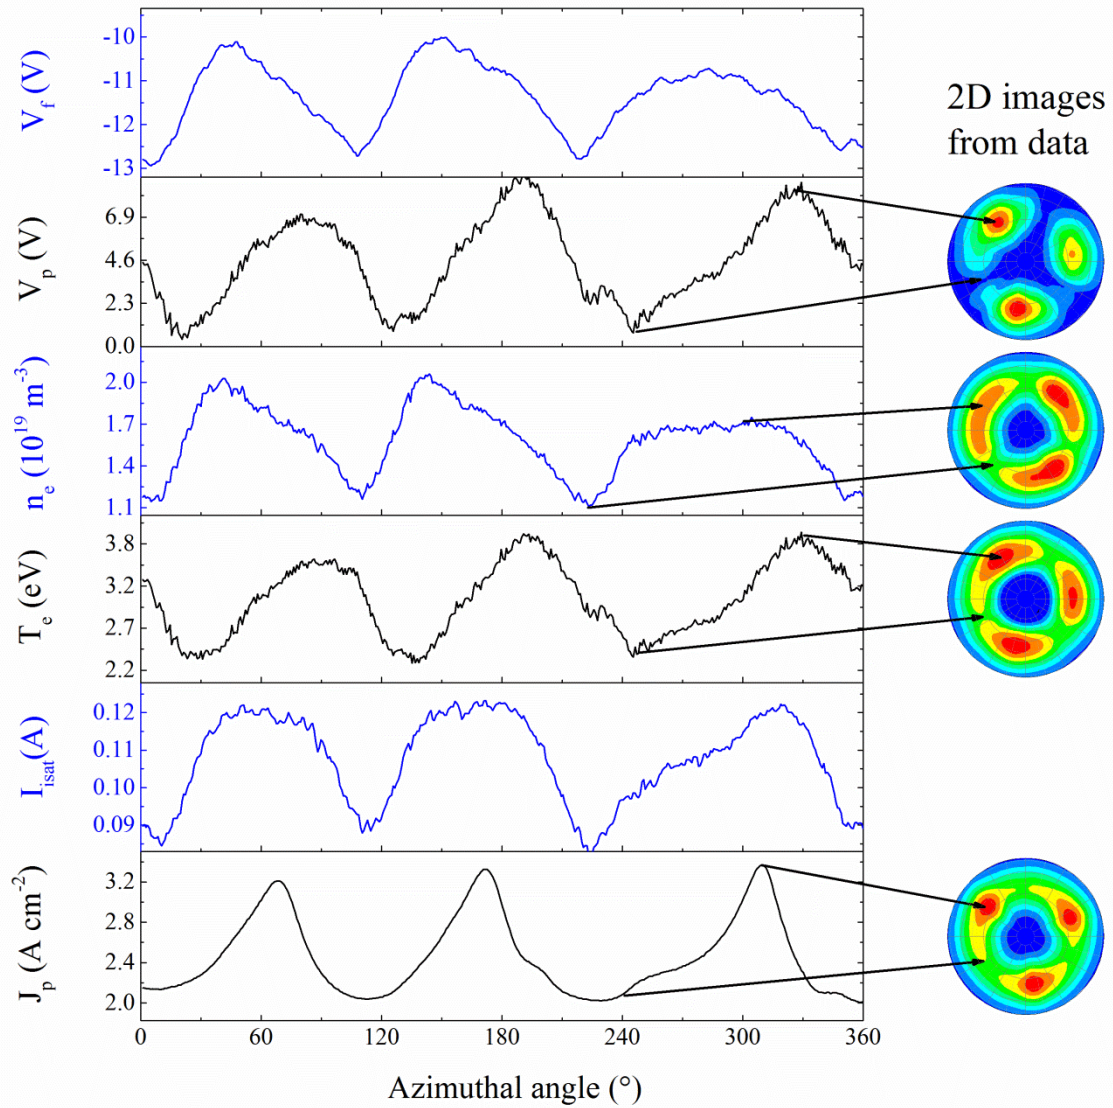 -10
-11
-12
-13
V_f (V)
2D images
from data
6.9
4.6
2.3
0.0
V_p (V)
2.0
1.7
1.4
1.1
n_e (10^19 m^-3)
3.8
3.2
2.7
2.2
T_e (eV)
0.12
0.11
0.10
0.09
I_isat(A)
3.2
2.8
2.4
2.0
J_p (A cm^-2)
0 60 120 180 240 300 360
Azimuthal angle (°)